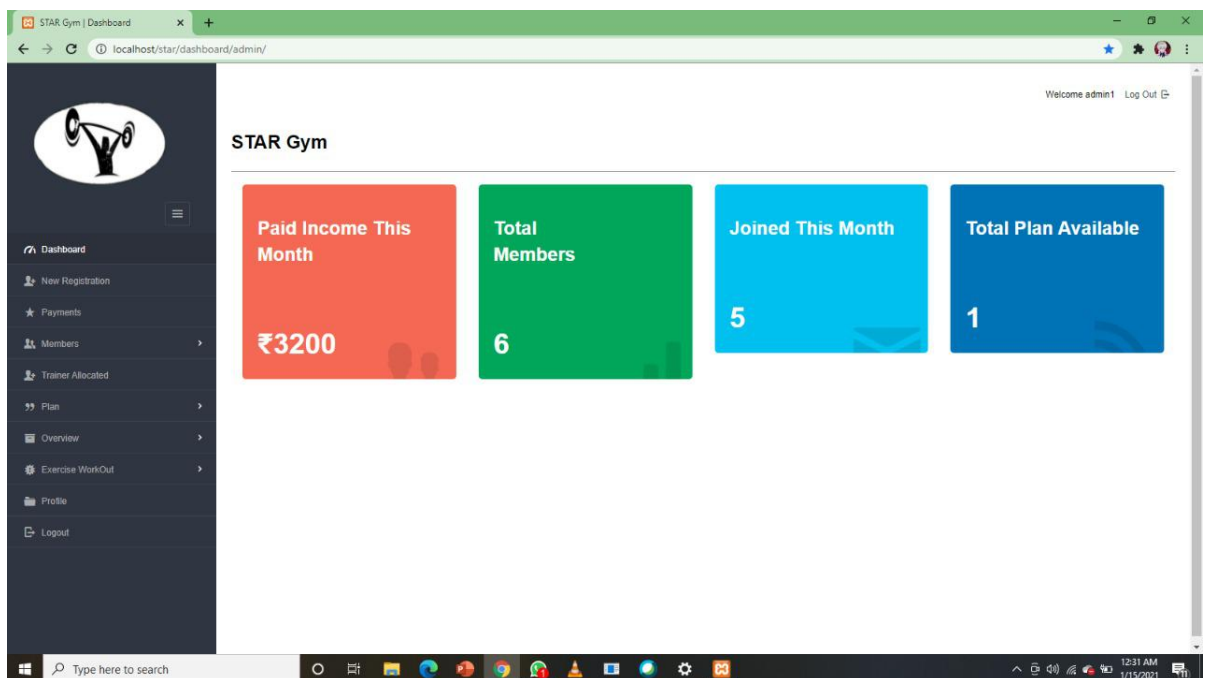 STAR Gym | Dashboard
localhost/star/dashboard/admin/
Welcome admin1 Log Out
STAR Gym
Paid Income This
Month
₹3200
Total
Members
6
Joined This Month
5
Total Plan Available
1
Dashboard
New Registration
Payments
Members
Trainer Allocated
Plan
Overview
Exercise WorkOut
Profile
Logout
Type here to search
12:31 AM
1/15/2021